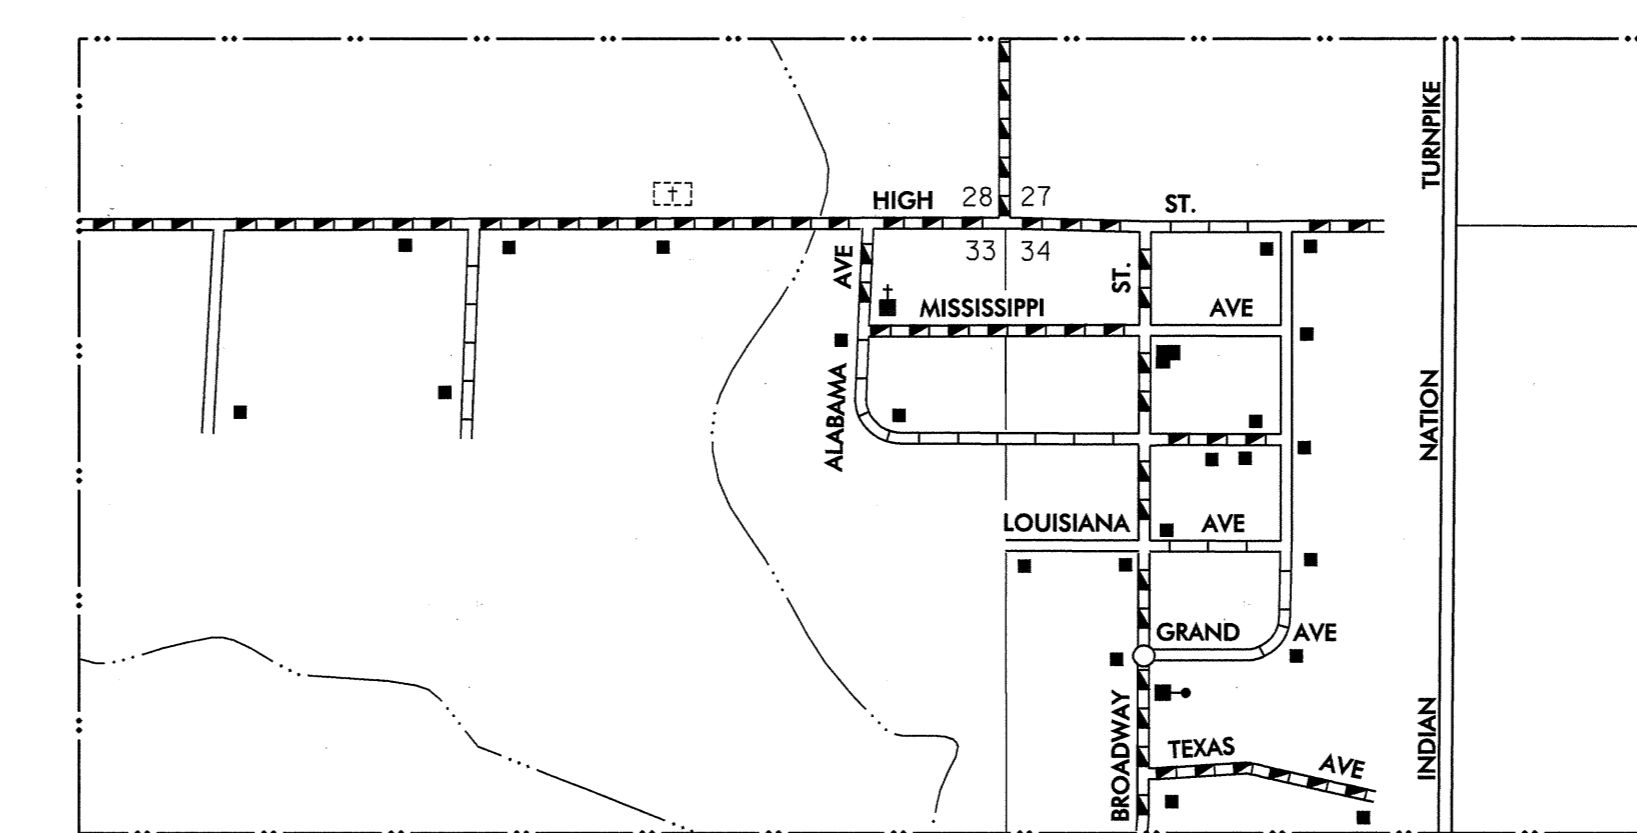 TURNPIKE
HIGH 28 27 ST.
AVE 33 34 ST.
MISSISSIPPI AVE
ALABAMA
NATION
LOUISIANA AVE
GRAND AVE
BROADWAY
TEXAS AVE
INDIAN